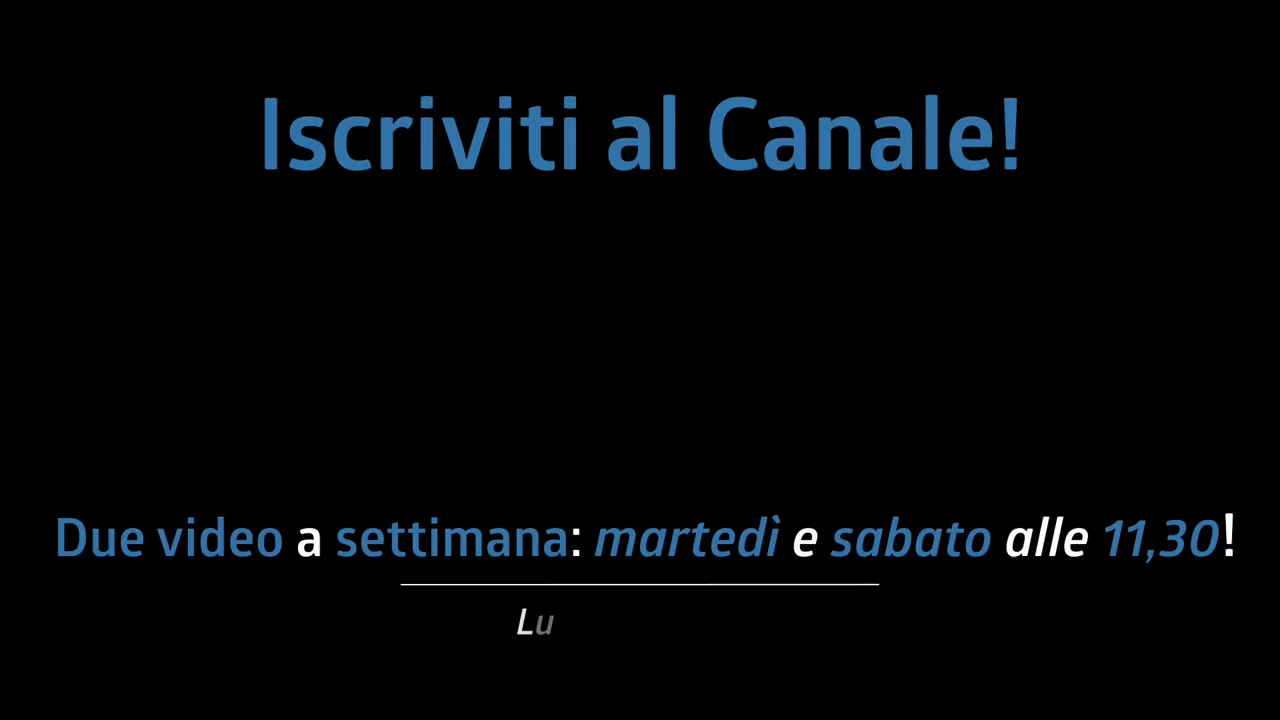 Iscriviti al Canale!
Due video a settimana: martedì e sabato alle 11,30!
Lu